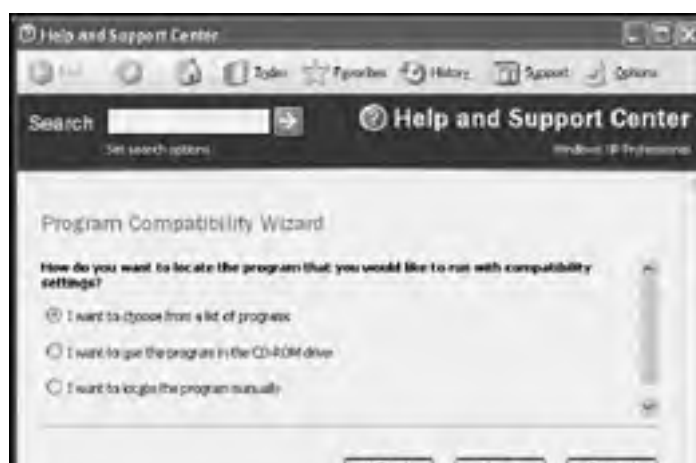 Help and Support Center
Index Favorites History Support Options
Search
Help and Support Center
Set search options
Windows XP Professional
Program Compatibility Wizard
How do you want to locate the program that you would like to run with compatibility
settings?
I want to choose from a list of programs
I want to use the program in the CD-ROM drive
I want to locate the program manually